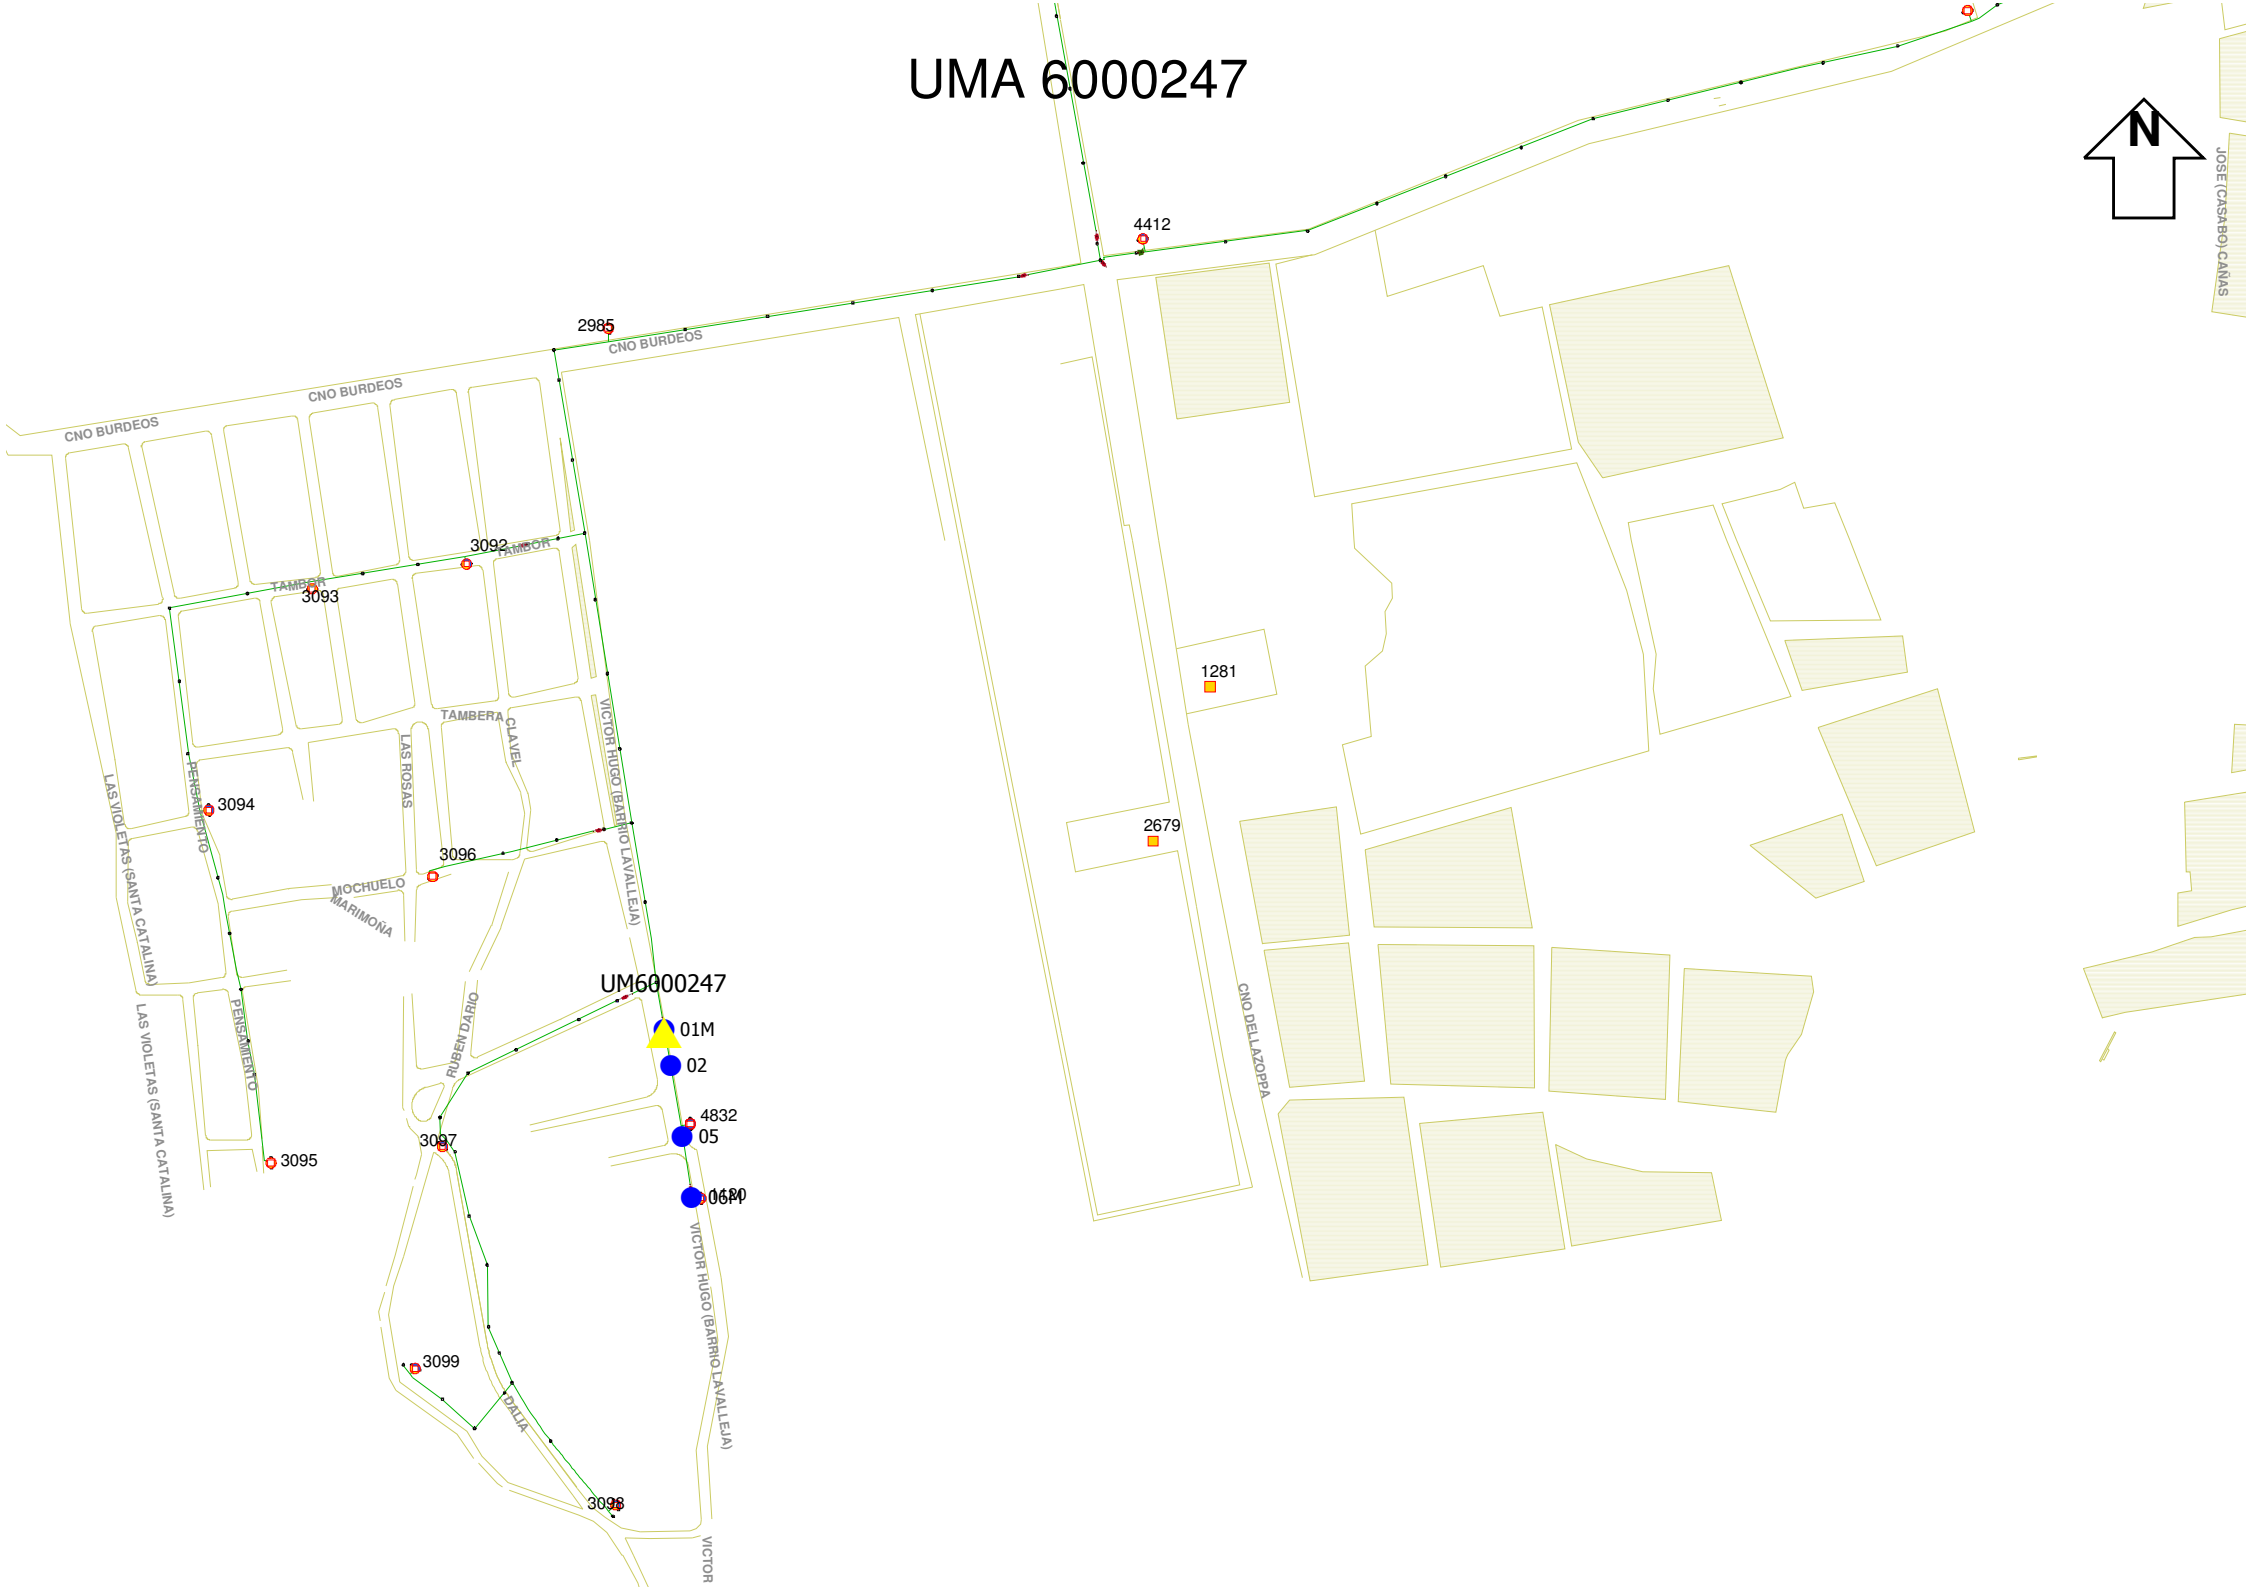 UMA 6000247
N
JOSE (CASABO) CAÑAS
4412
2985
CNO BURDEOS
CNO BURDEOS
CNO BURDEOS
3092
TAMBOR
TAMBOR
3093
1281
TAMBERA
CLAVEL
LAS ROSAS
VICTOR HUGO (BARRIO LAVALLEJA)
PENSAMIENTO
LAS VIOLETAS (SANTA CATALINA)
3094
2679
3096
MOCHUELO
MARIMOÑA
UM6000247
CNO DELLAZOPPA
RUBEN DARIO
PENSAMIENTO
LAS VIOLETAS (SANTA CATALINA)
01M
02
4832
05
3097
3095
06M
VICTOR HUGO (BARRIO LAVALLEJA)
3099
DALIA
3098
VICTOR